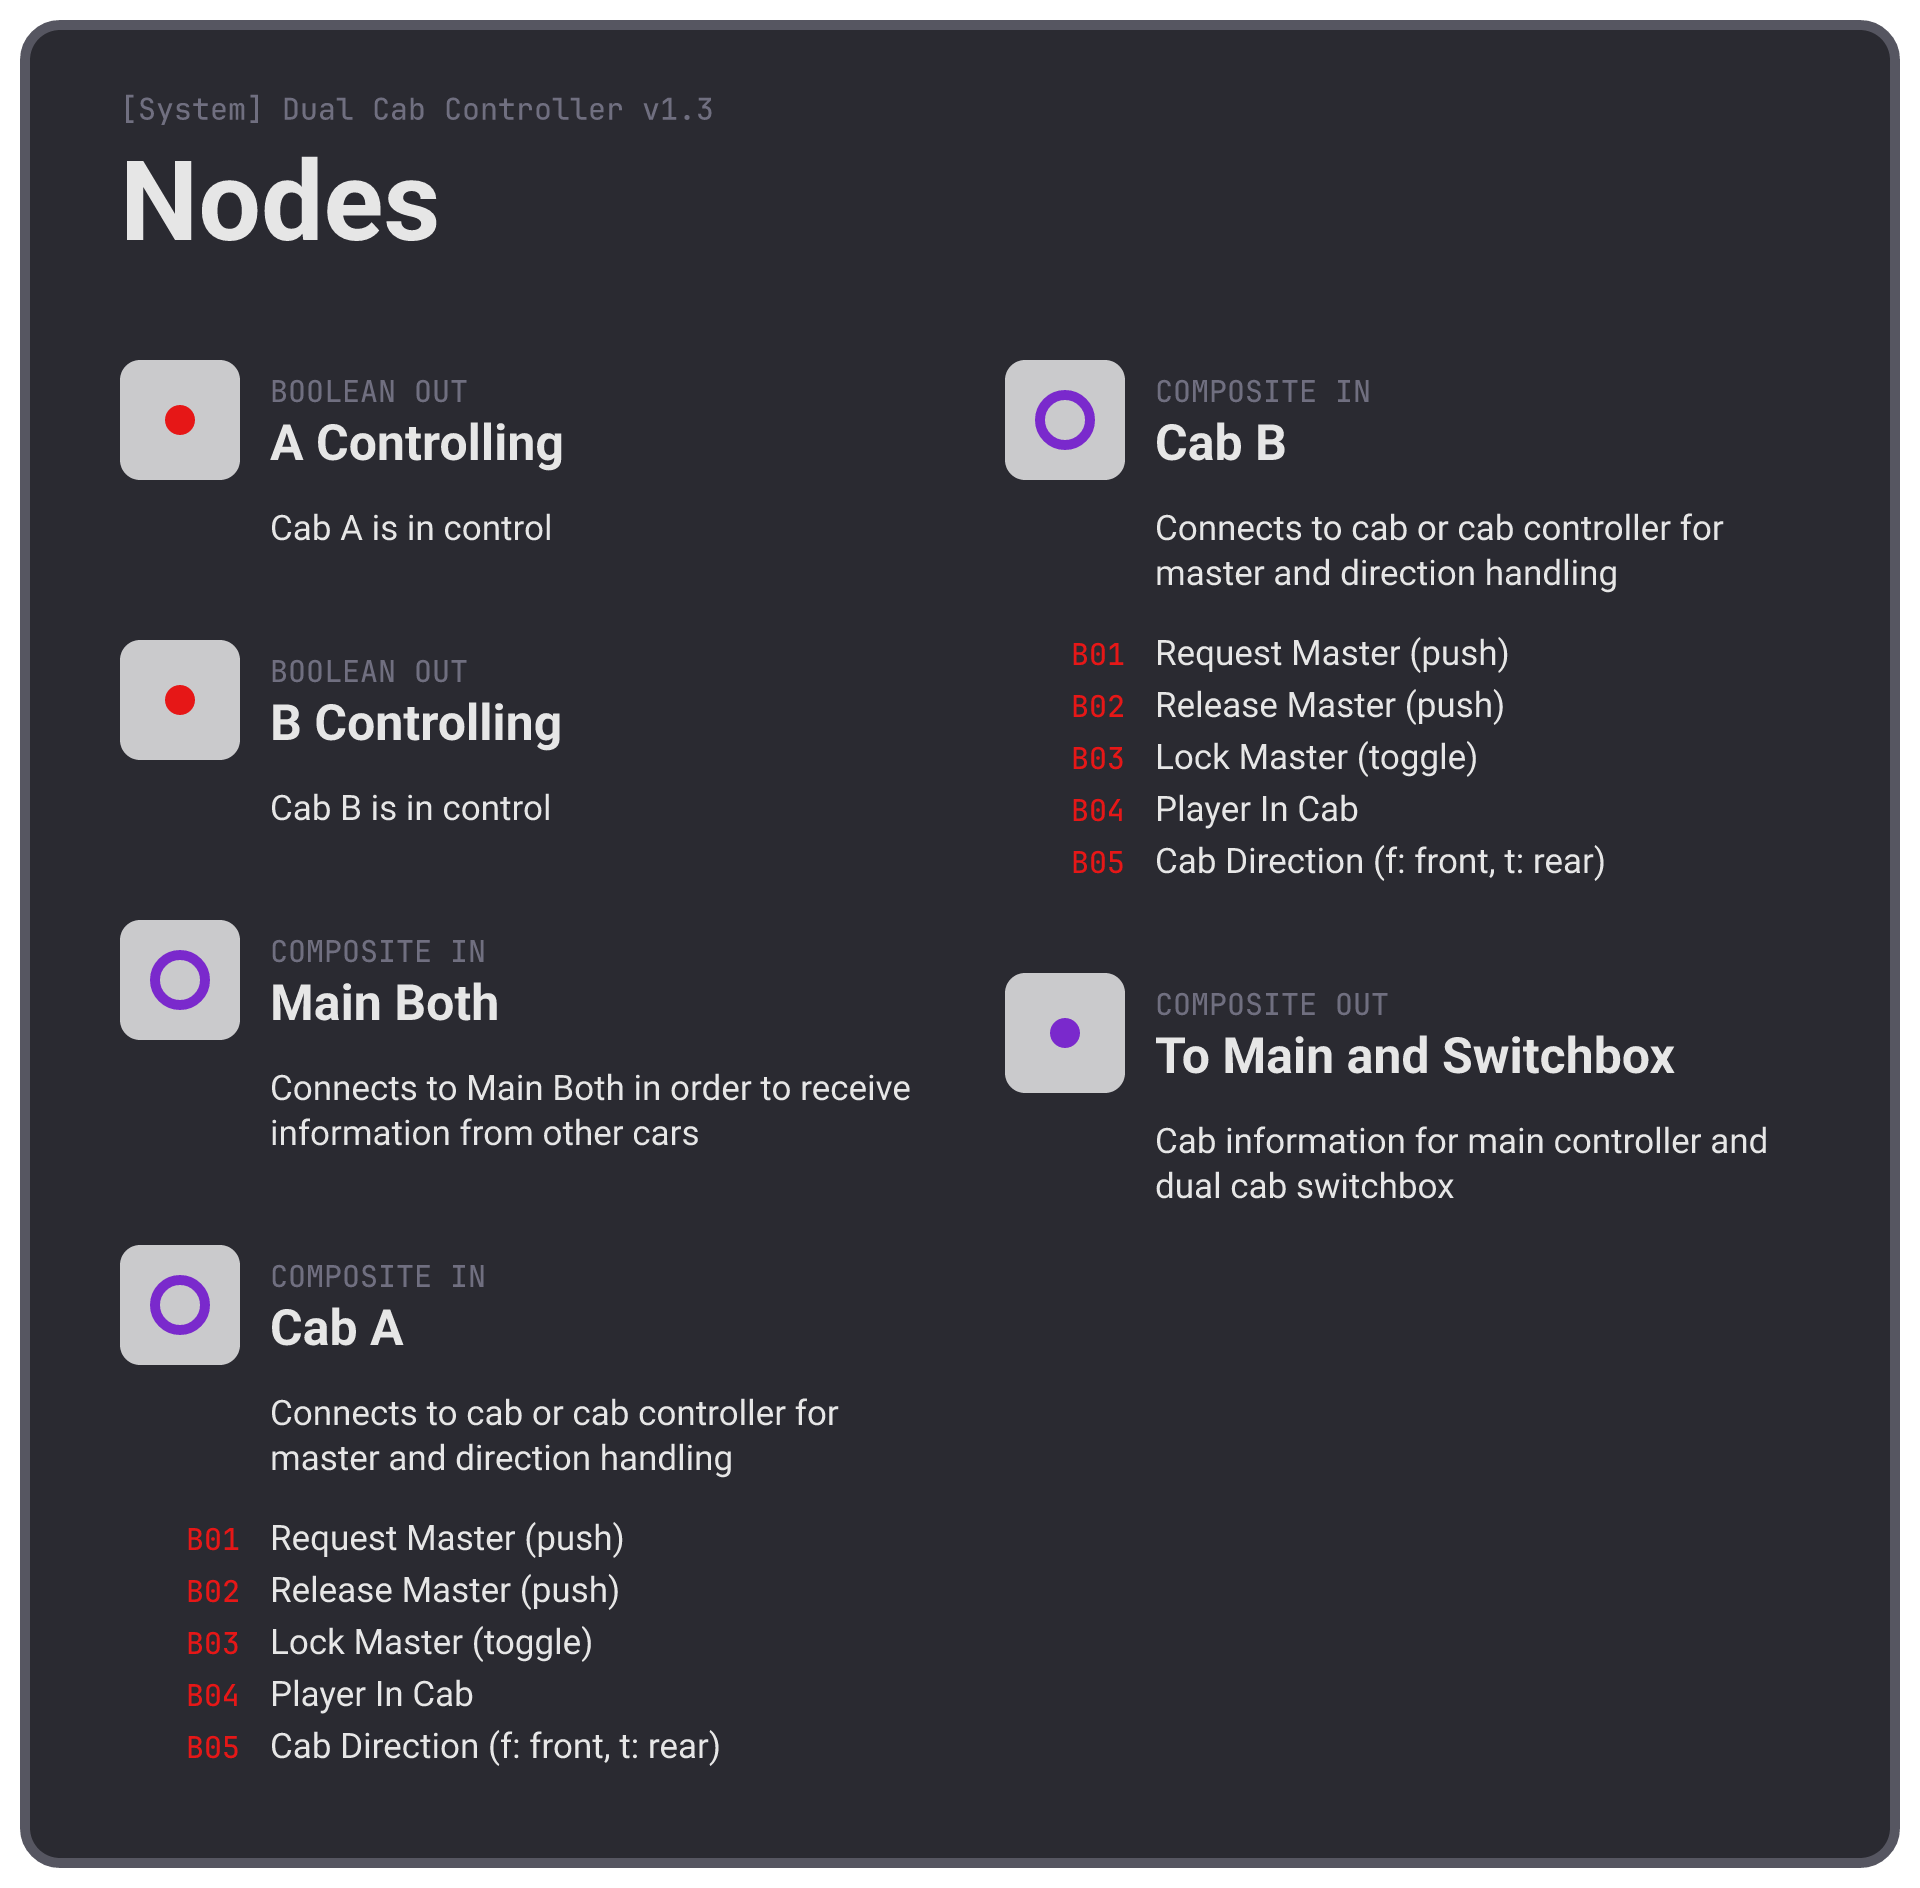 [System] Dual Cab Controller v1.3
Nodes
BOOLEAN OUT
A Controlling
Cab A is in control
BOOLEAN OUT
B Controlling
Cab B is in control
COMPOSITE IN
Main Both
Connects to Main Both in order to receive
information from other cars
COMPOSITE IN
Cab A
Connects to cab or cab controller for
master and direction handling
B01 Request Master (push)
B02 Release Master (push)
B03 Lock Master (toggle)
B04 Player In Cab
B05 Cab Direction (f: front, t: rear)
COMPOSITE IN
Cab B
Connects to cab or cab controller for
master and direction handling
B01 Request Master (push)
B02 Release Master (push)
B03 Lock Master (toggle)
B04 Player In Cab
B05 Cab Direction (f: front, t: rear)
COMPOSITE OUT
To Main and Switchbox
Cab information for main controller and
dual cab switchbox